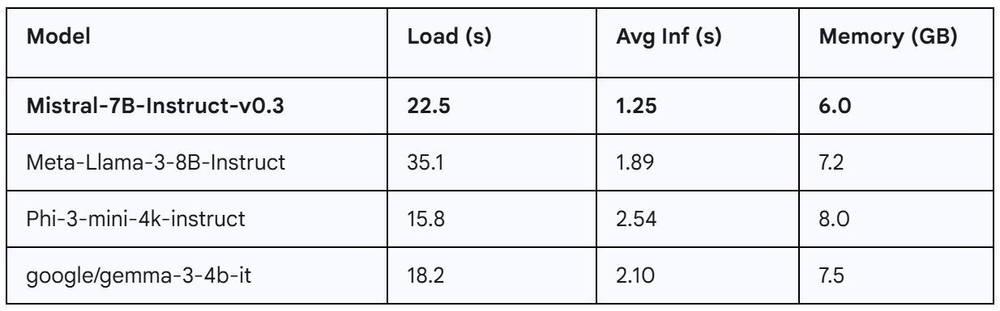 Model Load (s) Avg Inf (s) Memory (GB)
Mistral-7B-Instruct-v0.3 22.5 1.25 6.0
Meta-Llama-3-8B-Instruct 35.1 1.89 7.2
Phi-3-mini-4k-instruct 15.8 2.54 8.0
google/gemma-3-4b-it 18.2 2.10 7.5